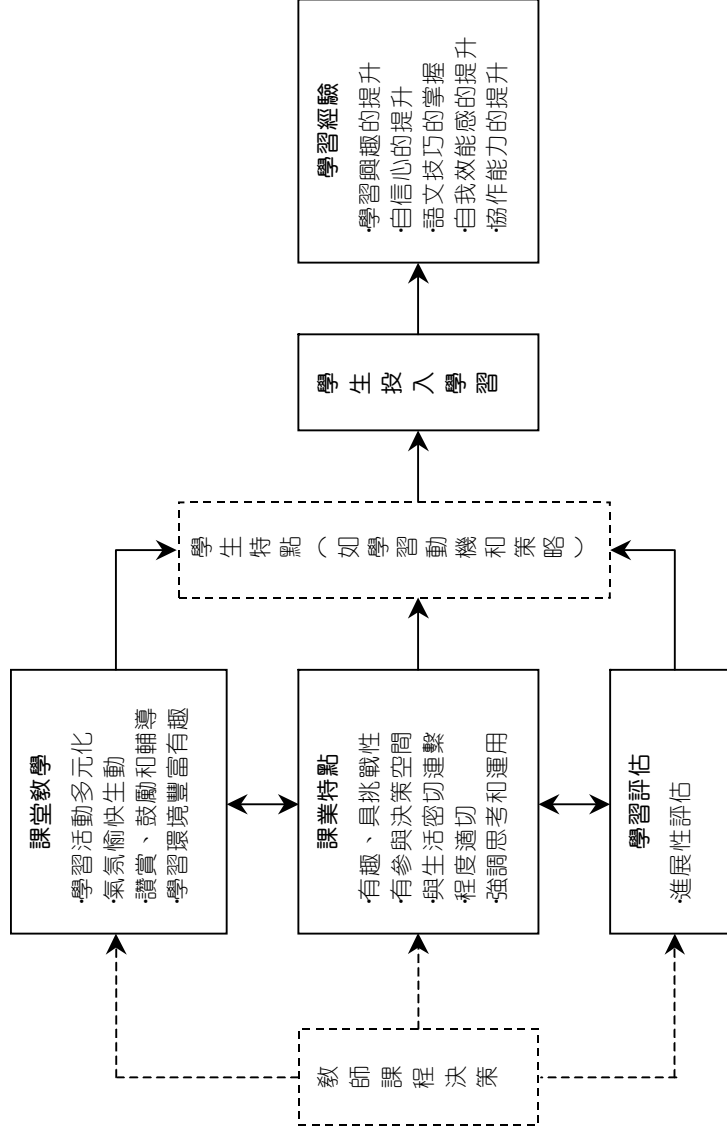 教師課程決策
課堂教學
·學習活動多元化
·氣氛愉快生動
·讚賞、鼓勵和輔導
·學習環境豐富有趣
課業特點
·有趣、具挑戰性
·有參與決策空間
·與生活密切連繫
·程度適切
·強調思考和運用
學習評估
·進展性評估
學生特點（如學習動機和策略）
學生投入學習
學習經驗
·學習興趣的提升
·自信心的提升
·語文技巧的掌握
·自我效能感的提升
·協作能力的提升